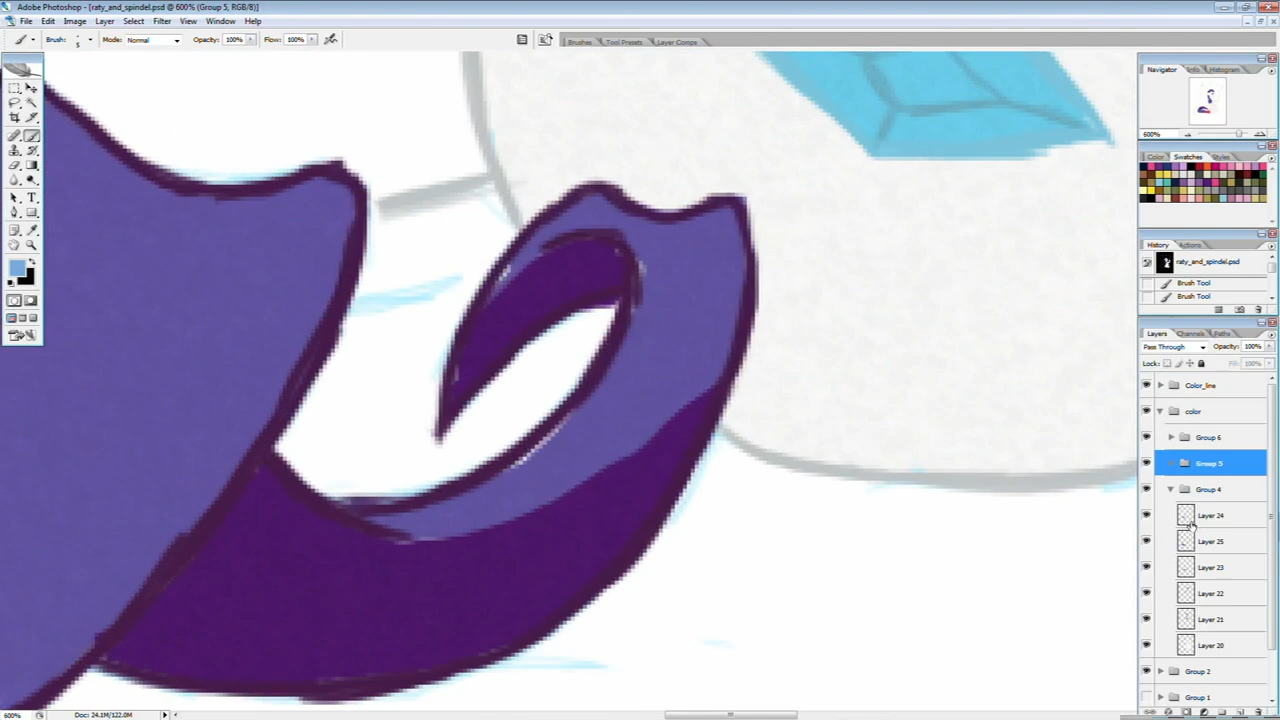 Adobe Photoshop - [raty_and_spindel.psd @ 600% (Group 5, RGB/8)]
File Edit Image Layer Select Filter View Window Help
Brush: 5 Mode: Normal Opacity: 100% Flow: 100% Brushes Tool Presets Layer Comps
Navigator Info Histogram
600%
Color Swatches Styles
History Actions
raty_and_spindel.psd
Brush Tool
Brush Tool
Layers Channels Paths
Pass Through Opacity: 100%
Lock: Fill: 100%
Color_line
color
Group 6
Group 5
Group 4
Layer 24
Layer 25
Layer 23
Layer 22
Layer 21
Layer 20
Group 2
Group 1
600% Doc: 24.1M/122.0M